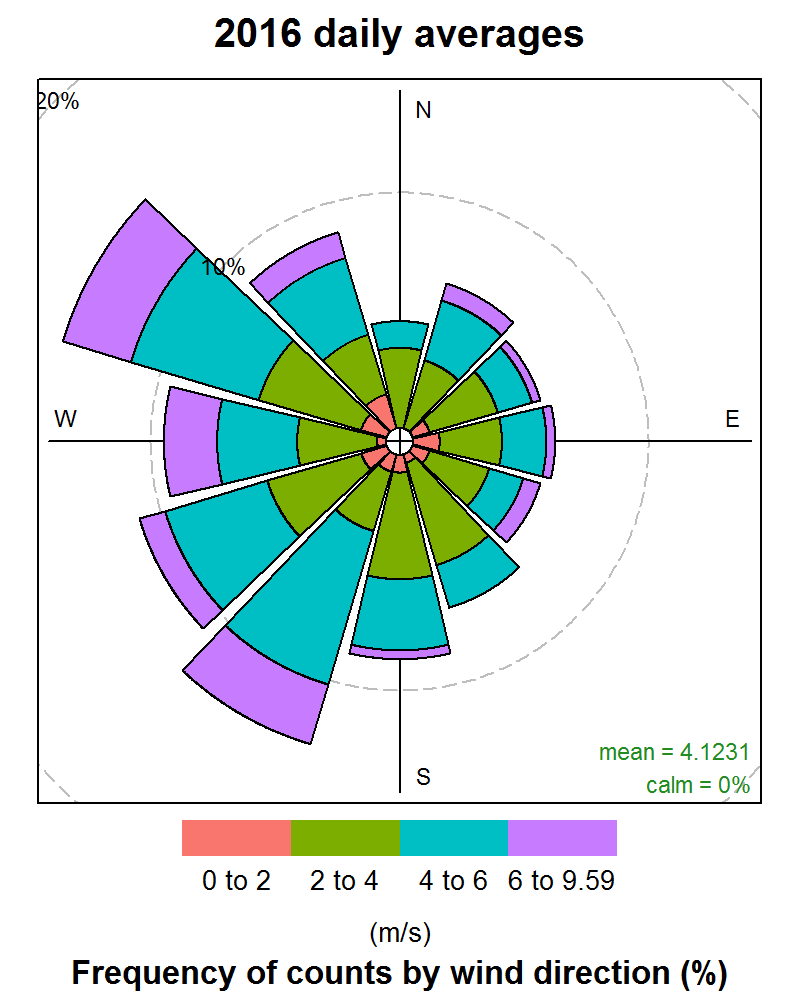 2016 daily averages
20%
N
10%
W
E
S
mean = 4.1231
calm = 0%
0 to 2 2 to 4 4 to 6 6 to 9.59
(m/s)
Frequency of counts by wind direction (%)